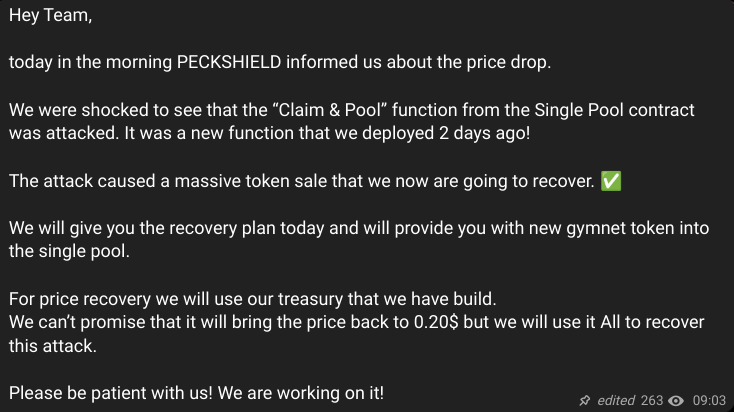 Hey Team,
today in the morning PECKSHIELD informed us about the price drop.
We were shocked to see that the “Claim & Pool” function from the Single Pool contract
was attacked. It was a new function that we deployed 2 days ago!
The attack caused a massive token sale that we now are going to recover. ✅
We will give you the recovery plan today and will provide you with new gymnet token into
the single pool.
For price recovery we will use our treasury that we have build.
We can’t promise that it will bring the price back to 0.20$ but we will use it All to recover
this attack.
Please be patient with us! We are working on it!
edited 263 09:03